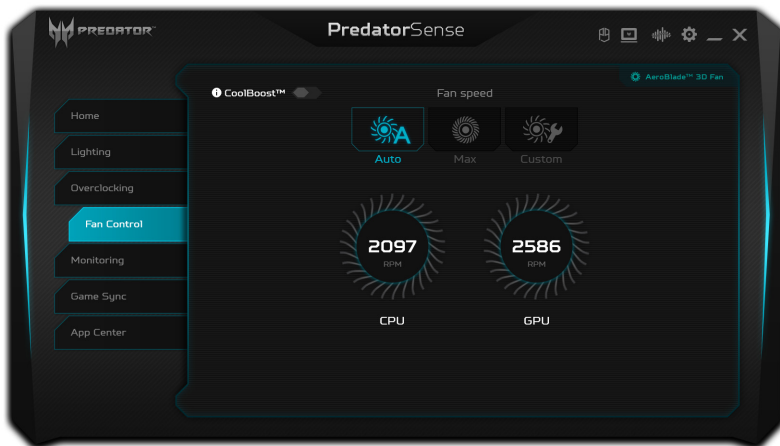 PREDATOR
PredatorSense
AeroBlade™ 3D Fan
CoolBoost™
Fan speed
Home
Lighting
Overclocking
Fan Control
Monitoring
Game Sync
App Center
Auto
Max
Custom
2097
RPM
CPU
2586
RPM
GPU